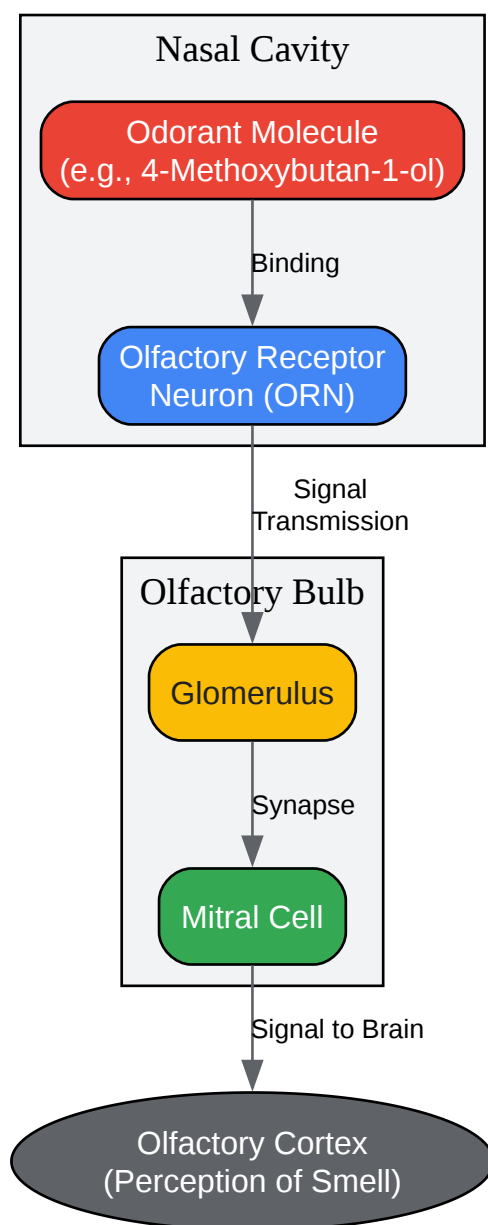 Nasal Cavity
Odorant Molecule
(e.g., 4-Methoxybutan-1-ol)
Binding
Olfactory Receptor
Neuron (ORN)
Signal
Transmission
Olfactory Bulb
Glomerulus
Synapse
Mitral Cell
Signal to Brain
Olfactory Cortex
(Perception of Smell)